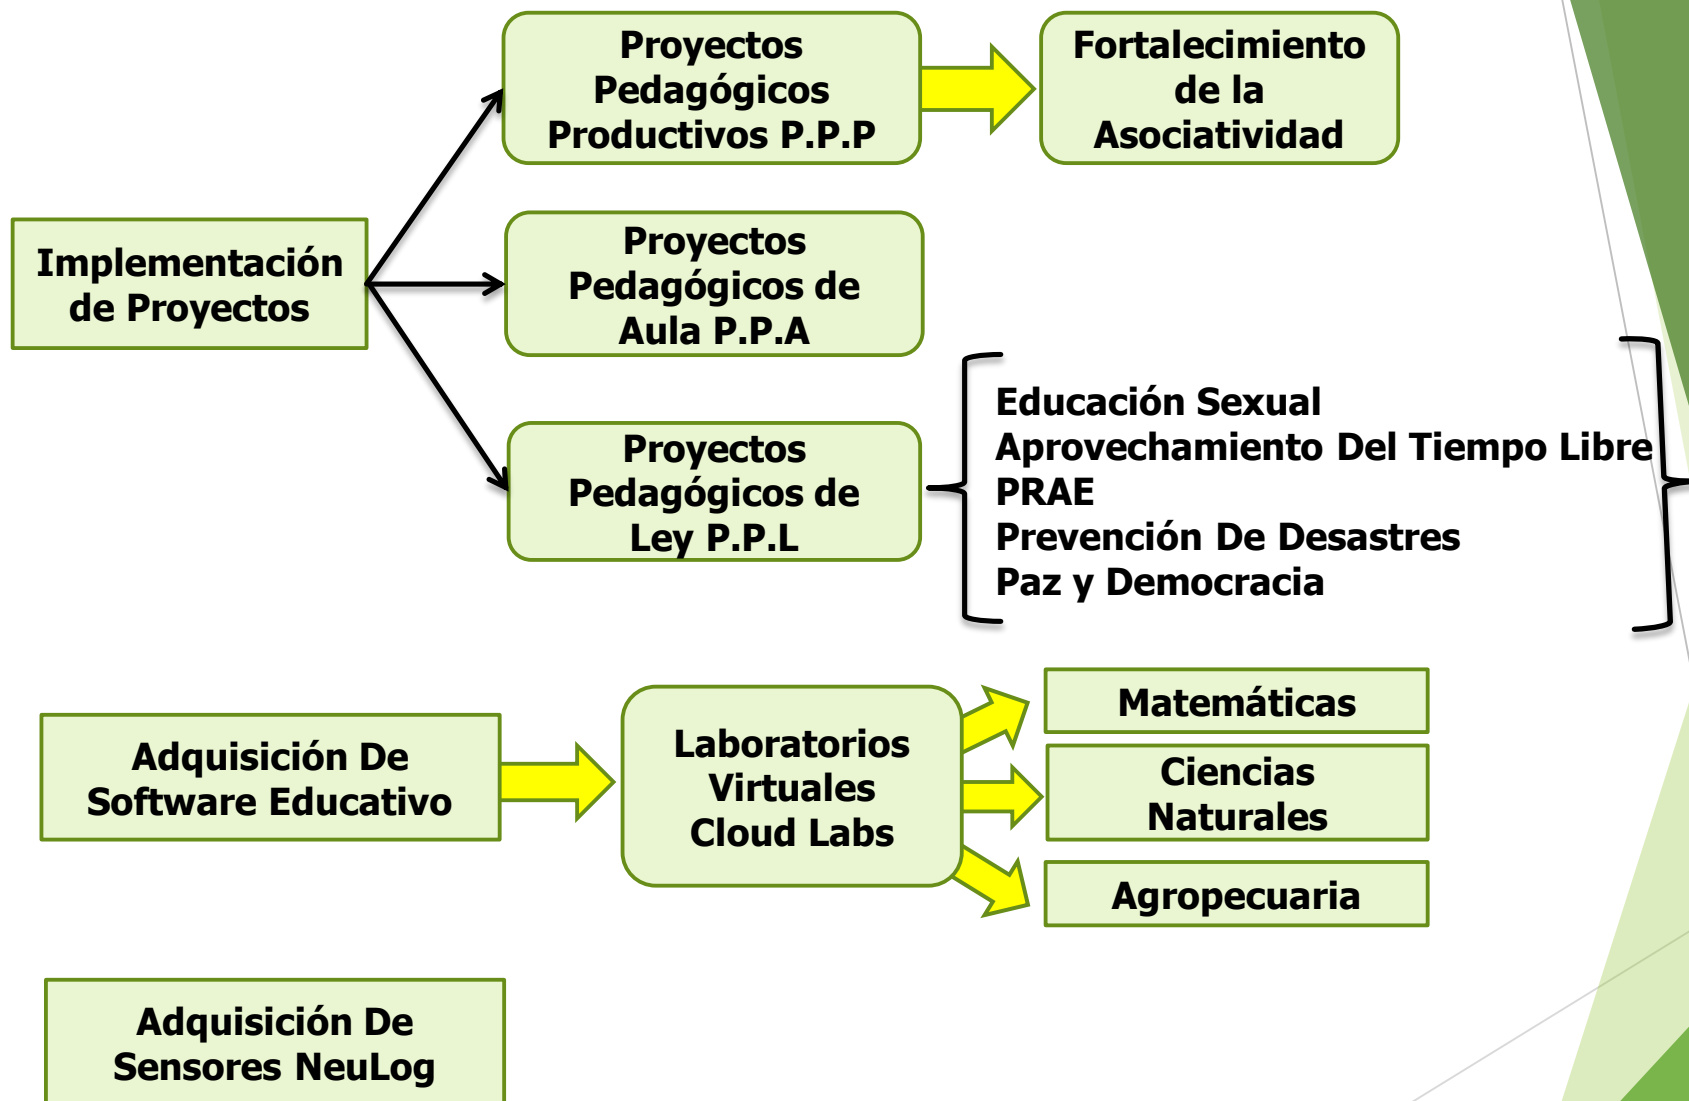 Proyectos
Pedagógicos
Productivos P.P.P
Fortalecimiento
de la
Asociatividad
Implementación
de Proyectos
Proyectos
Pedagógicos de
Aula P.P.A
Proyectos
Pedagógicos de
Ley P.P.L
Educación Sexual
Aprovechamiento Del Tiempo Libre
PRAE
Prevención De Desastres
Paz y Democracia
Adquisición De
Software Educativo
Laboratorios
Virtuales
Cloud Labs
Matemáticas
Ciencias
Naturales
Agropecuaria
Adquisición De
Sensores NeuLog